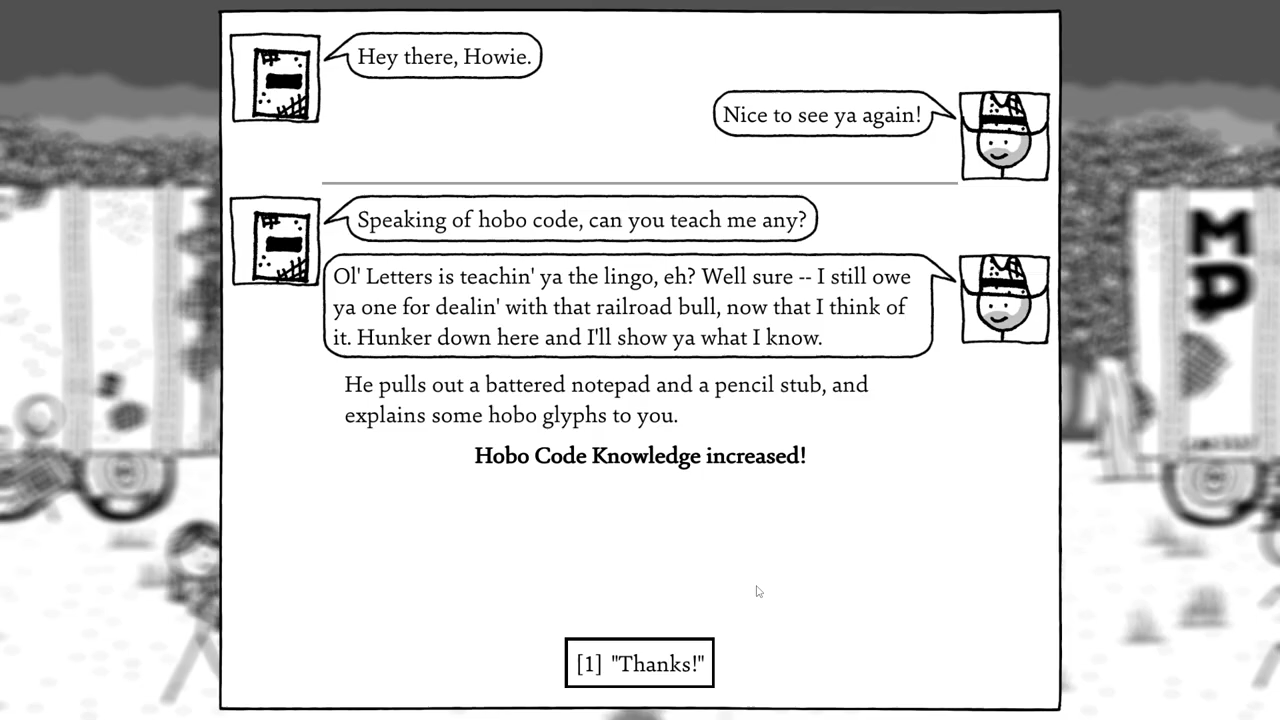 Hey there, Howie.
Nice to see ya again!
Speaking of hobo code, can you teach me any?
Ol' Letters is teachin' ya the lingo, eh? Well sure -- I still owe
ya one for dealin' with that railroad bull, now that I think of
it. Hunker down here and I'll show ya what I know.
He pulls out a battered notepad and a pencil stub, and
explains some hobo glyphs to you.
Hobo Code Knowledge increased!
[1] "Thanks!"
M
P